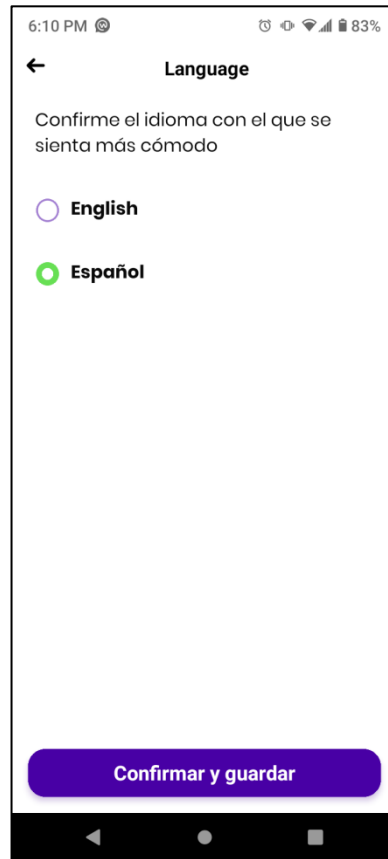 6:10 PM 83%
Language
Confirme el idioma con el que se
sienta más cómodo
English
Español
Confirmar y guardar